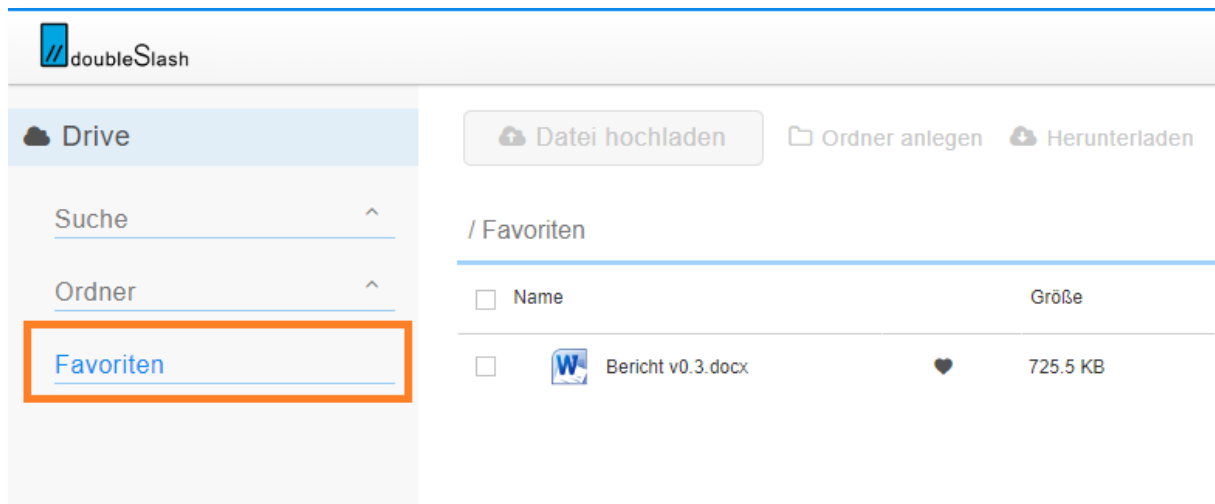 // doubleSlash
Drive
Suche
Ordner
Favoriten
Datei hochladen Ordner anlegen Herunterladen
/ Favoriten
Name Größe
W Bericht v0.3.docx 725.5 KB